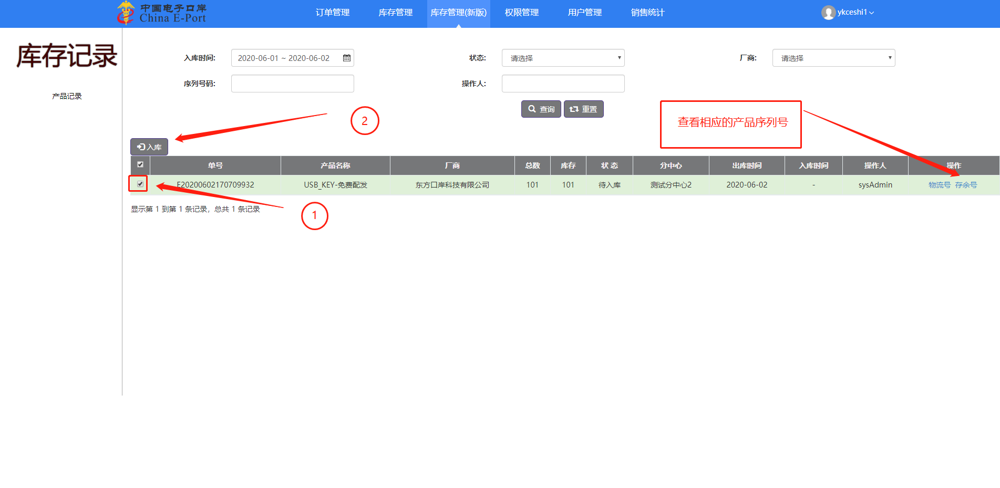 中国电子口岸
China E-Port
订单管理 库存管理 库存管理(新版) 权限管理 用户管理 销售统计 ykceshi1
库存记录
产品记录
入库时间: 2020-06-01 ~ 2020-06-02 状态: 请选择 厂商: 请选择
序列号码: 操作人:
查询 重置
2
查看相应的产品序列号
入库
单号 产品名称 厂商 总数 库存 状 态 分中心 出库时间 入库时间 操作人 操作
F20200602170709932 USB_KEY-免费配发 东方口岸科技有限公司 101 101 待入库 测试分中心2 2020-06-02 - sysAdmin 物流号 存余号
显示第 1 到第 1 条记录，总共 1 条记录
1